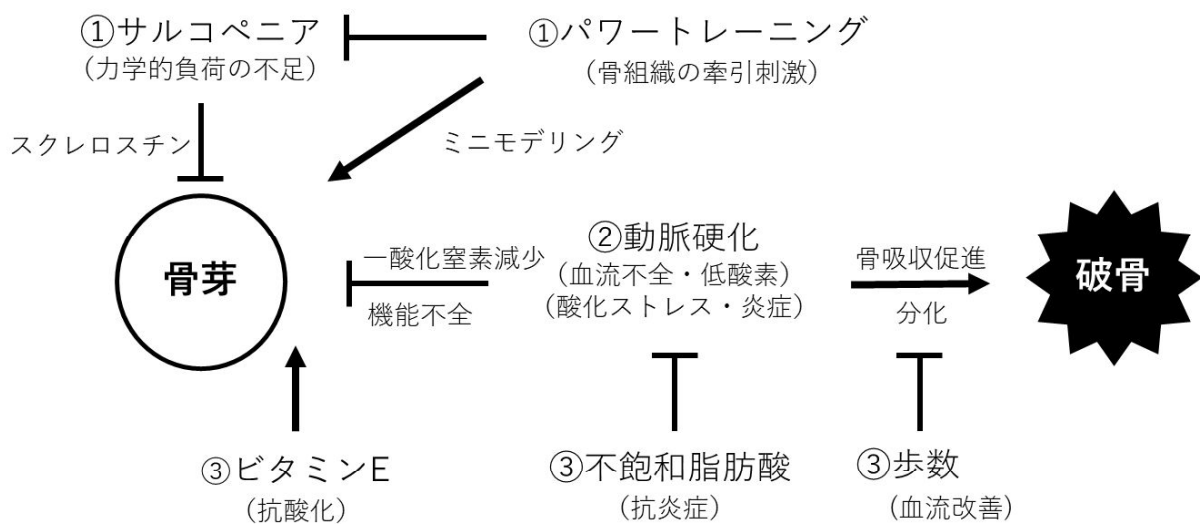 ①サルコペニア
(力学的負荷の不足)
①パワートレーニング
(骨組織の牽引刺激)
スクレロスチン
ミニモデリング
骨芽
一酸化窒素減少
機能不全
②動脈硬化
(血流不全・低酸素)
(酸化ストレス・炎症)
骨吸収促進
分化
破骨
③ビタミンE
(抗酸化)
③不飽和脂肪酸
(抗炎症)
③歩数
(血流改善)